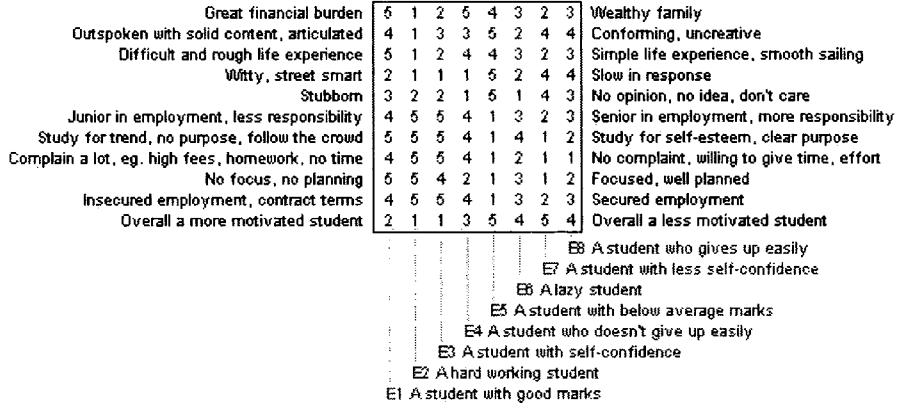 Great financial burden 5 1 2 5 4 3 2 3 Wealthy family
Outspoken with solid content, articulated 4 1 3 3 5 2 4 4 Conforming, uncreative
Difficult and rough life experience 5 1 2 4 4 3 2 3 Simple life experience, smooth sailing
Witty, street smart 2 1 1 1 5 2 4 4 Slow in response
Stubborn 3 2 2 1 5 1 4 3 No opinion, no idea, don't care
Junior in employment, less responsibility 4 5 5 4 1 3 2 3 Senior in employment, more responsibility
Study for trend, no purpose, follow the crowd 5 5 5 4 1 4 1 2 Study for self-esteem, clear purpose
Complain a lot, eg. high fees, homework, no time 4 5 5 4 1 2 1 1 No complaint, willing to give time, effort
No focus, no planning 5 5 4 2 1 3 1 2 Focused, well planned
Insecured employment, contract terms 4 5 5 4 1 3 2 3 Secured employment
Overall a more motivated student 2 1 1 3 5 4 5 4 Overall a less motivated student
E8 A student who gives up easily
E7 A student with less self-confidence
E6 A lazy student
E5 A student with below average marks
E4 A student who doesn't give up easily
E3 A student with self-confidence
E2 A hard working student
E1 A student with good marks